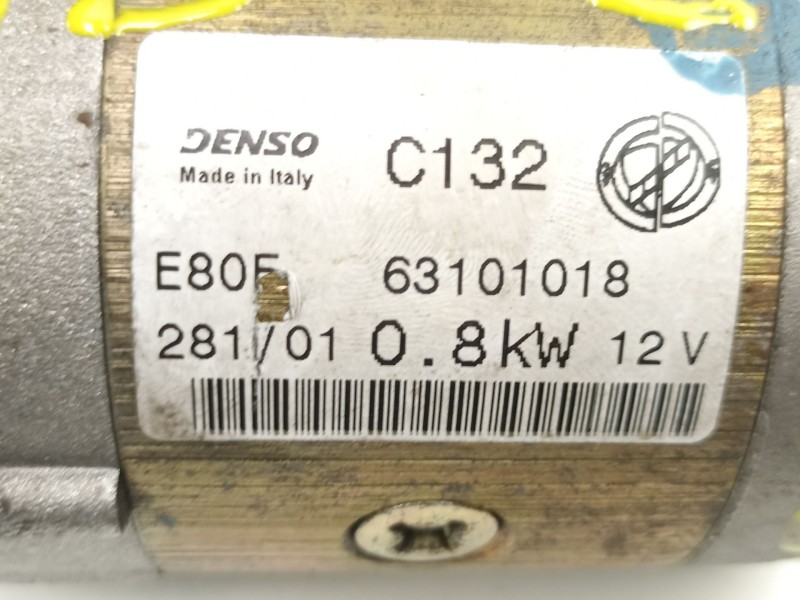 DENSO C132
Made in Italy
E80E 63101018
281/01 0.8kW 12V